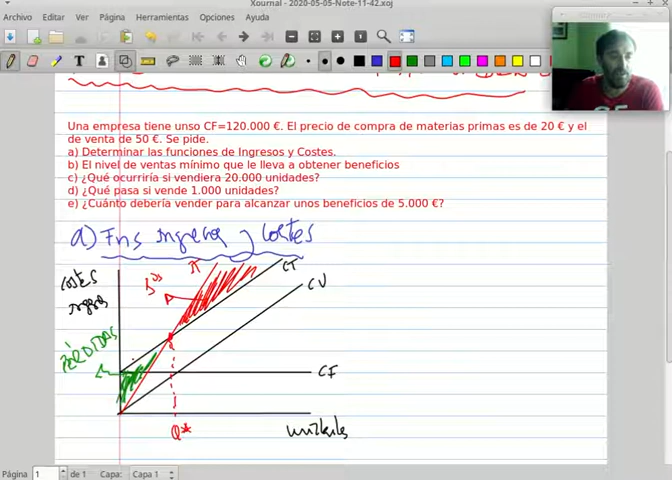 Xournal - 2020-05-05-Note-11-42.xoj
Archivo Editar Ver Páginas Herramientas Opciones Ayuda
Una empresa tiene unso CF=120.000 €. El precio de compra de materias primas es de 20 € y el
de venta de 50 €. Se pide.
a) Determinar las funciones de Ingresos y Costes.
b) El nivel de ventas mínimo que le lleva a obtener beneficios
c) ¿Qué ocurriría si vendiera 20.000 unidades?
d) ¿Qué pasa si vende 1.000 unidades?
e) ¿Cuánto debería vender para alcanzar unos beneficios de 5.000 €?
a) Fns ingresos y costes
costes
CT
CV
PÉRDIDAS
CF
Q*
unidades
Página 1 de 1 Capa: Capa 1